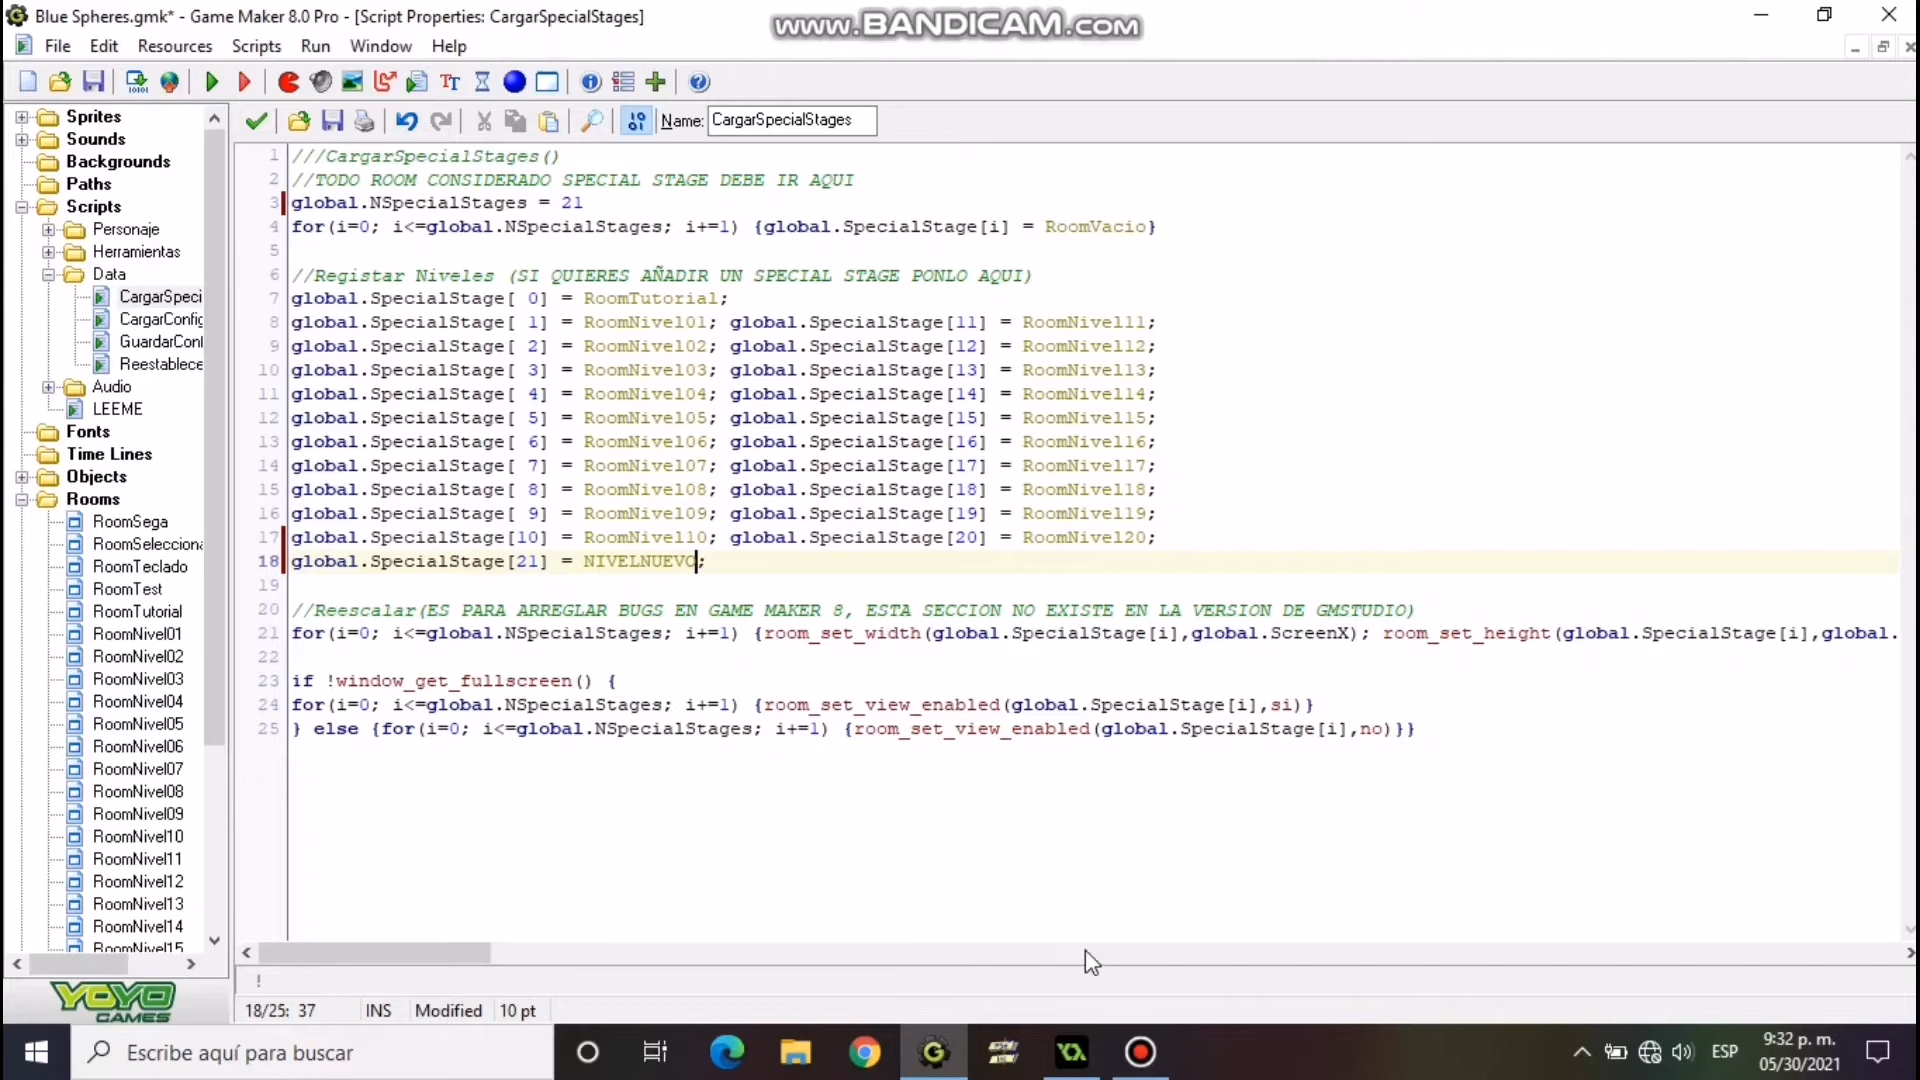 Blue Spheres.gmk* - Game Maker 8.0 Pro - [Script Properties: CargarSpecialStages]
www.BANDICAM.com
File Edit Resources Scripts Run Window Help
Name: CargarSpecialStages
Sprites
Sounds
Backgrounds
Paths
Scripts
Personaje
Herramientas
Data
CargarSpeci
CargarConfig
GuardarConf
Reestablece
Audio
LEEME
Fonts
Time Lines
Objects
Rooms
RoomSega
RoomSelecciona
RoomTeclado
RoomTest
RoomTutorial
RoomNivel01
RoomNivel02
RoomNivel03
RoomNivel04
RoomNivel05
RoomNivel06
RoomNivel07
RoomNivel08
RoomNivel09
RoomNivel10
RoomNivel11
RoomNivel12
RoomNivel13
RoomNivel14
RoomNivel15
YOYO GAMES
1 ///CargarSpecialStages()
2 //TODO ROOM CONSIDERADO SPECIAL STAGE DEBE IR AQUI
3 global.NSpecialStages = 21
4 for(i=0; i<=global.NSpecialStages; i+=1) {global.SpecialStage[i] = RoomVacio}
5
6 //Registar Niveles (SI QUIERES AÑADIR UN SPECIAL STAGE PONLO AQUI)
7 global.SpecialStage[ 0] = RoomTutorial;
8 global.SpecialStage[ 1] = RoomNivel01; global.SpecialStage[11] = RoomNivel11;
9 global.SpecialStage[ 2] = RoomNivel02; global.SpecialStage[12] = RoomNivel12;
10 global.SpecialStage[ 3] = RoomNivel03; global.SpecialStage[13] = RoomNivel13;
11 global.SpecialStage[ 4] = RoomNivel04; global.SpecialStage[14] = RoomNivel14;
12 global.SpecialStage[ 5] = RoomNivel05; global.SpecialStage[15] = RoomNivel15;
13 global.SpecialStage[ 6] = RoomNivel06; global.SpecialStage[16] = RoomNivel16;
14 global.SpecialStage[ 7] = RoomNivel07; global.SpecialStage[17] = RoomNivel17;
15 global.SpecialStage[ 8] = RoomNivel08; global.SpecialStage[18] = RoomNivel18;
16 global.SpecialStage[ 9] = RoomNivel09; global.SpecialStage[19] = RoomNivel19;
17 global.SpecialStage[10] = RoomNivel10; global.SpecialStage[20] = RoomNivel20;
18 global.SpecialStage[21] = NIVELNUEVO;
19
20 //Reescalar(ES PARA ARREGLAR BUGS EN GAME MAKER 8, ESTA SECCION NO EXISTE EN LA VERSION DE GMSTUDIO)
21 for(i=0; i<=global.NSpecialStages; i+=1) {room_set_width(global.SpecialStage[i],global.ScreenX); room_set_height(global.SpecialStage[i],global.
22
23 if !window_get_fullscreen() {
24 for(i=0; i<=global.NSpecialStages; i+=1) {room_set_view_enabled(global.SpecialStage[i],si)}
25 } else {for(i=0; i<=global.NSpecialStages; i+=1) {room_set_view_enabled(global.SpecialStage[i],no)}}
!
18/25: 37 INS Modified 10 pt
Escribe aquí para buscar
ESP
9:32 p. m.
05/30/2021